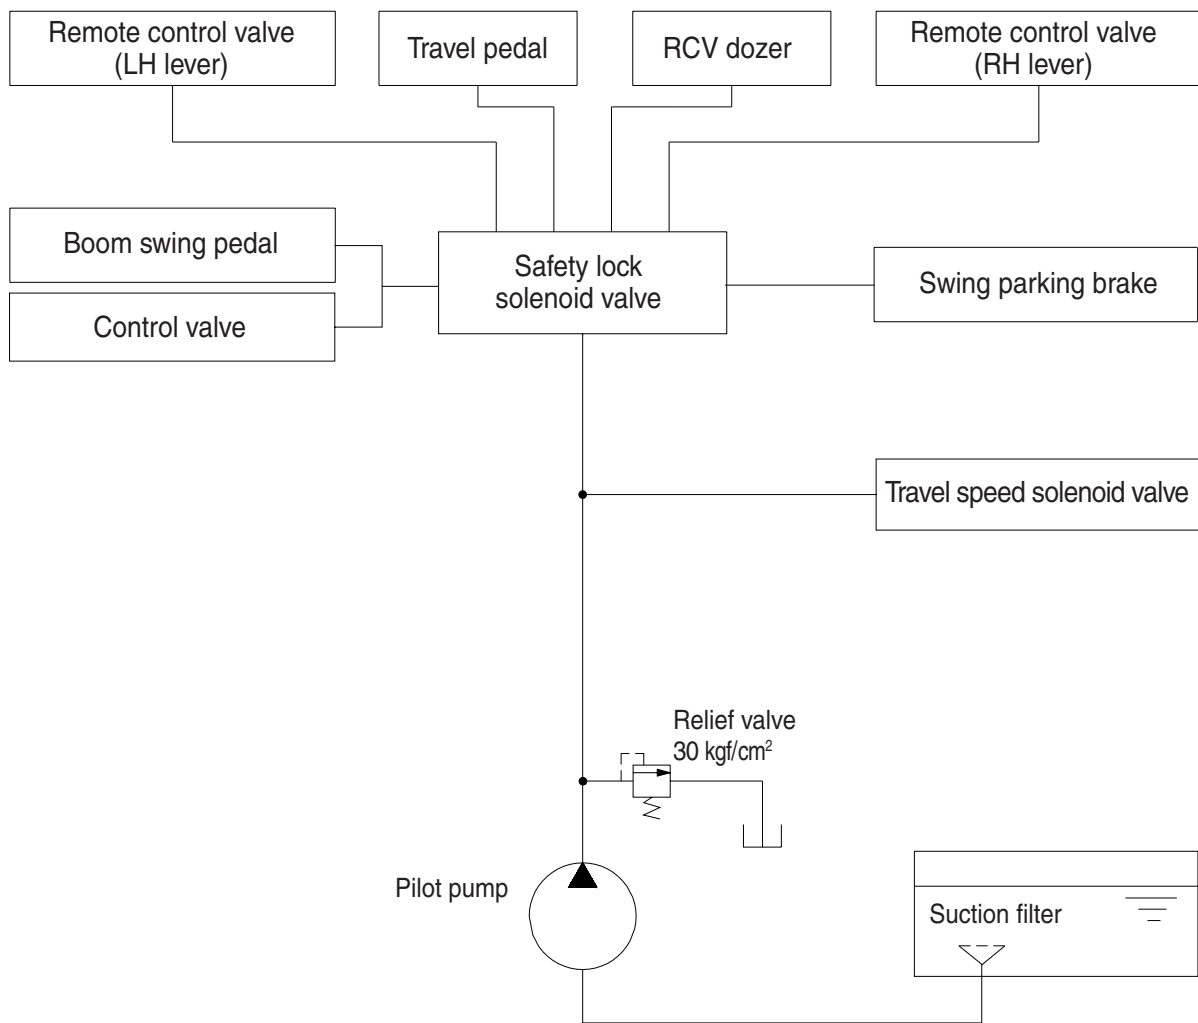 Remote control valve
(LH lever)
Travel pedal
RCV dozer
Remote control valve
(RH lever)
Boom swing pedal
Control valve
Safety lock
solenoid valve
Swing parking brake
Travel speed solenoid valve
Relief valve
30 kgf/cm²
Pilot pump
Suction filter